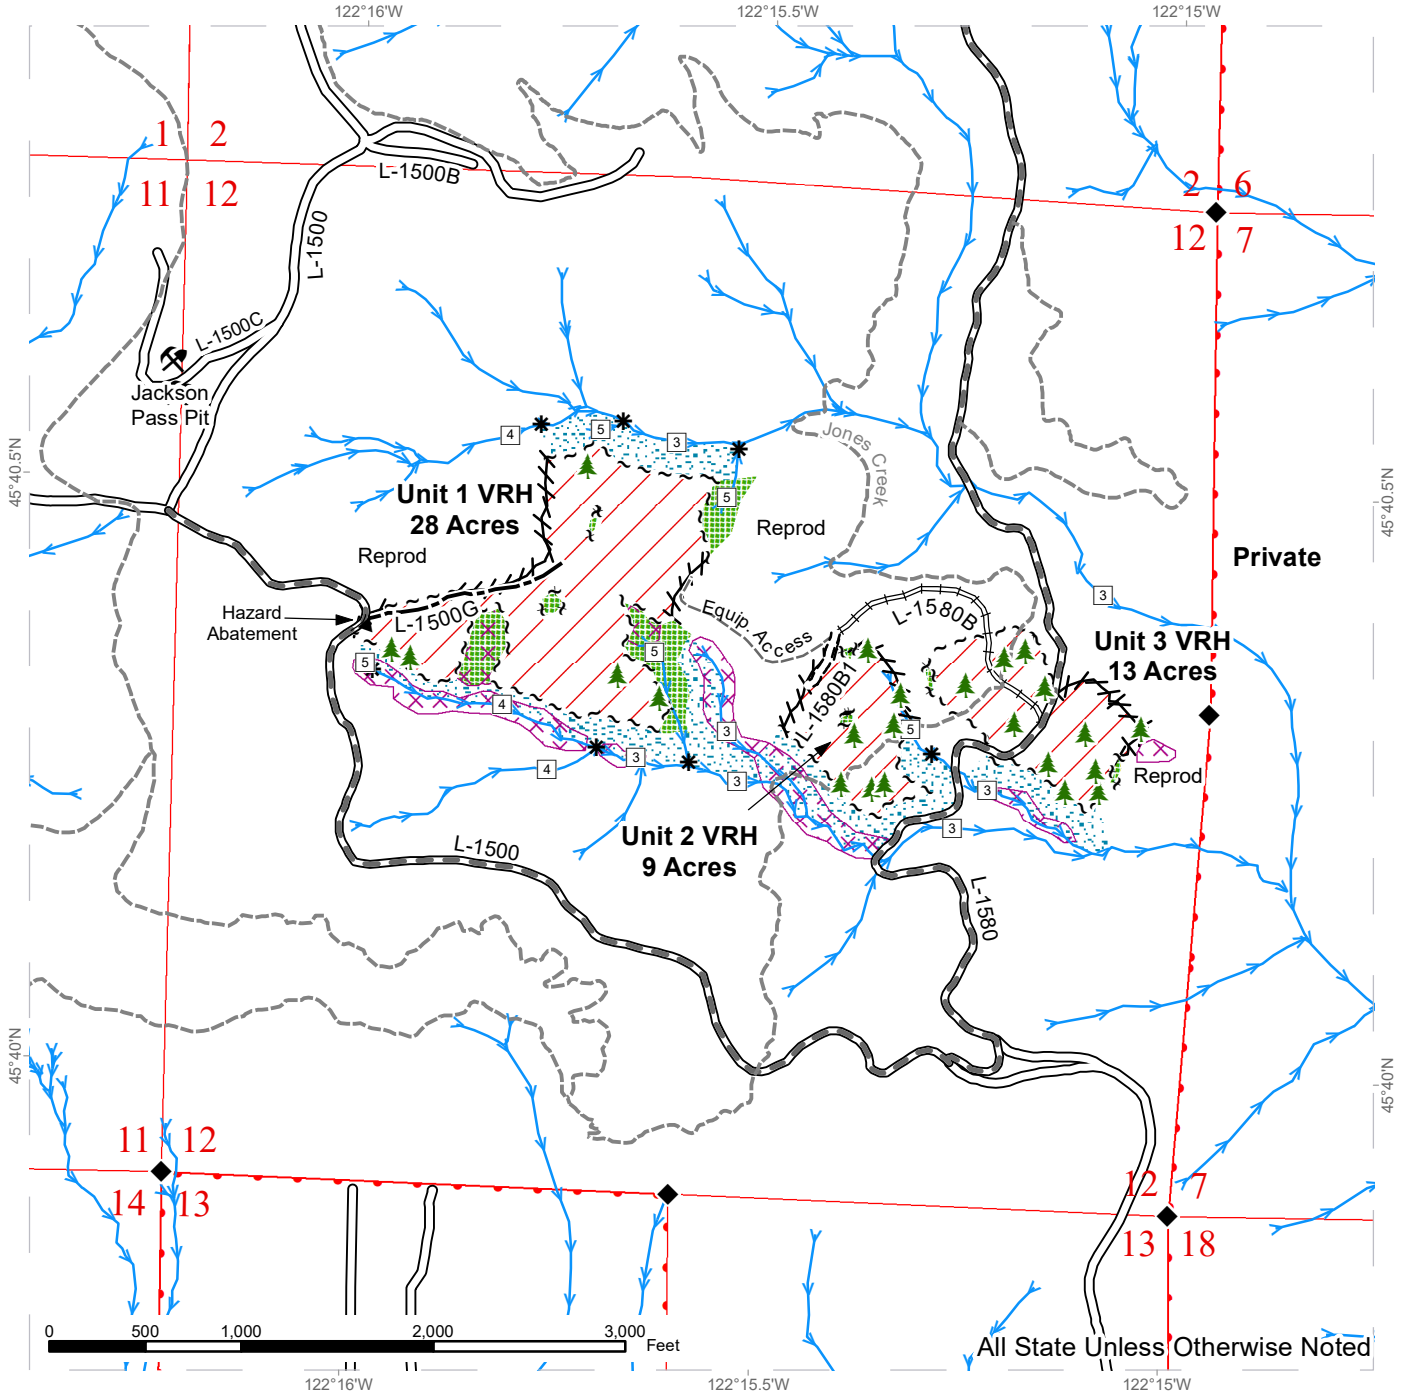 122°16'W
122°15.5'W
122°15'W
1 2
11 12
L-1500B
2 6
12 7
L-1500
L-1500C
Jackson
Pass Pit
45°40.5'N
45°40.5'N
4
5
3
Jones Creek
Unit 1 VRH
28 Acres
5
Reprod
Reprod
Private
3
Hazard
Abatement
L-1500G
Equip. Access
L-1580B
Unit 3 VRH
13 Acres
5
5
L-1580B1
4
3
5
3
4
3
3
Reprod
3
Unit 2 VRH
9 Acres
L-1500
L-1580
45°40'N
45°40'N
11 12
14 13
12 7
13 18
0 500 1,000 2,000 3,000
Feet
All State Unless Otherwise Noted
122°16'W
122°15.5'W
122°15'W